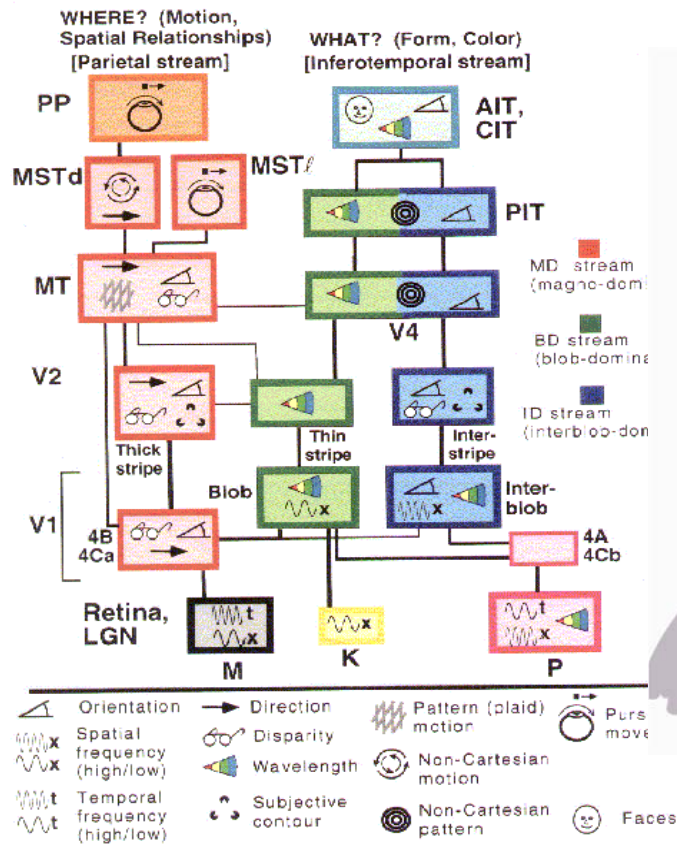 WHERE? (Motion,
Spatial Relationships)
[Parietal stream]
WHAT? (Form, Color)
[Inferotemporal stream]
PP
AIT,
CIT
MSTd
MSTℓ
PIT
MT
V4
MD stream
(magno-domi
BD stream
(blob-domina
ID stream
(interblob-dom
V2
Thick
stripe
Thin
stripe
Inter-
stripe
V1
Blob
Inter-
blob
x
x
4B
4Ca
4A
4Cb
Retina,
LGN
t
x
x
t
x
M
K
P
Orientation
Direction
Pattern (plaid)
motion
Purs
move
x
x
Spatial
frequency
(high/low)
Disparity
Wavelength
Non-Cartesian
motion
t
t
Temporal
frequency
(high/low)
Subjective
contour
Non-Cartesian
pattern
Faces